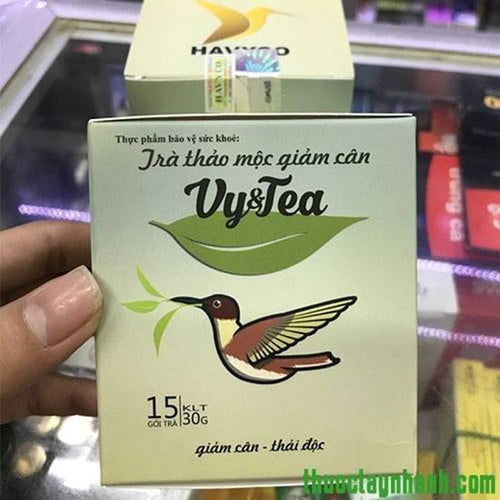 HAVYCO
Thực phẩm bảo vệ sức khoẻ:
Trà thảo mộc giảm cân
Vy&Tea
15
GÓI TRÀ
KLT
30G
giảm cân - thải độc
thuoctaynhanh.com